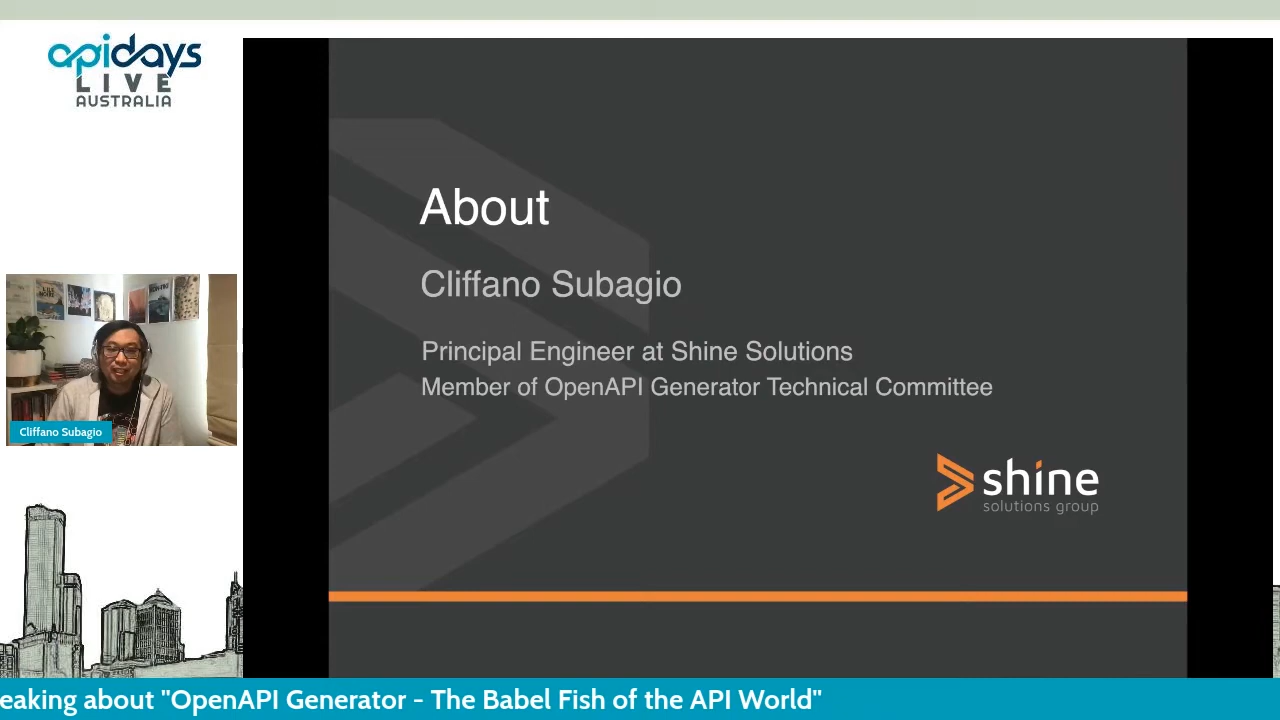 apidays
LIVE
AUSTRALIA
About
Cliffano Subagio
Principal Engineer at Shine Solutions
Member of OpenAPI Generator Technical Committee
shine
solutions group
Cliffano Subagio
eaking about "OpenAPI Generator - The Babel Fish of the API World"